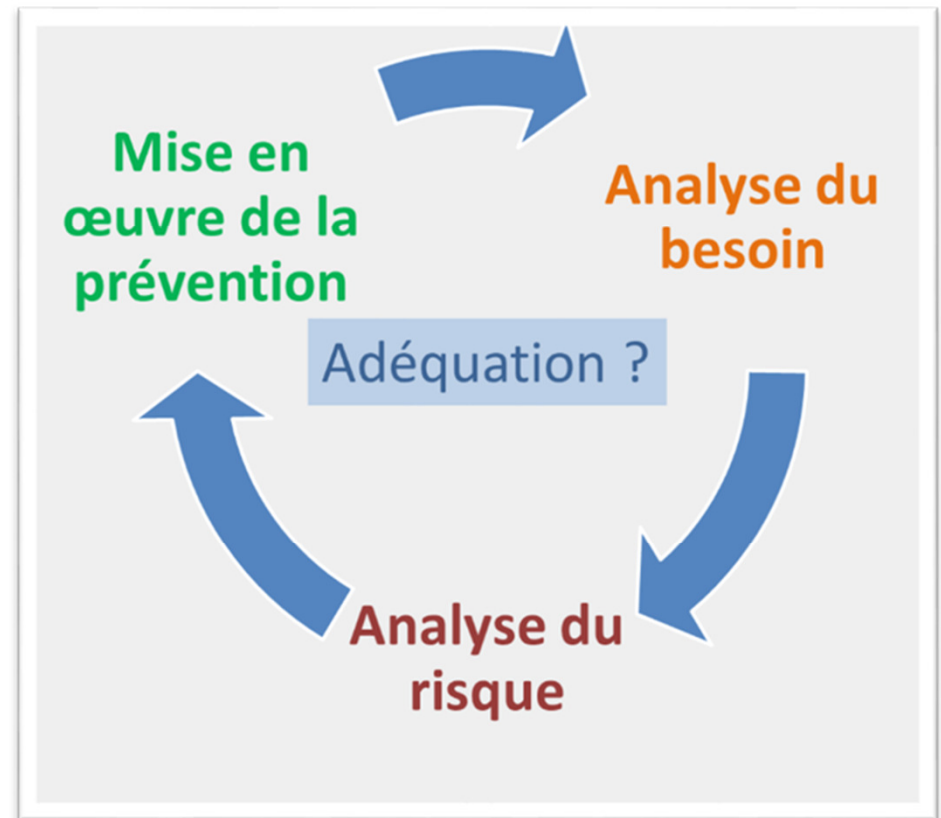 Mise en
œuvre de la
prévention
Analyse du
besoin
Adéquation ?
Analyse du
risque